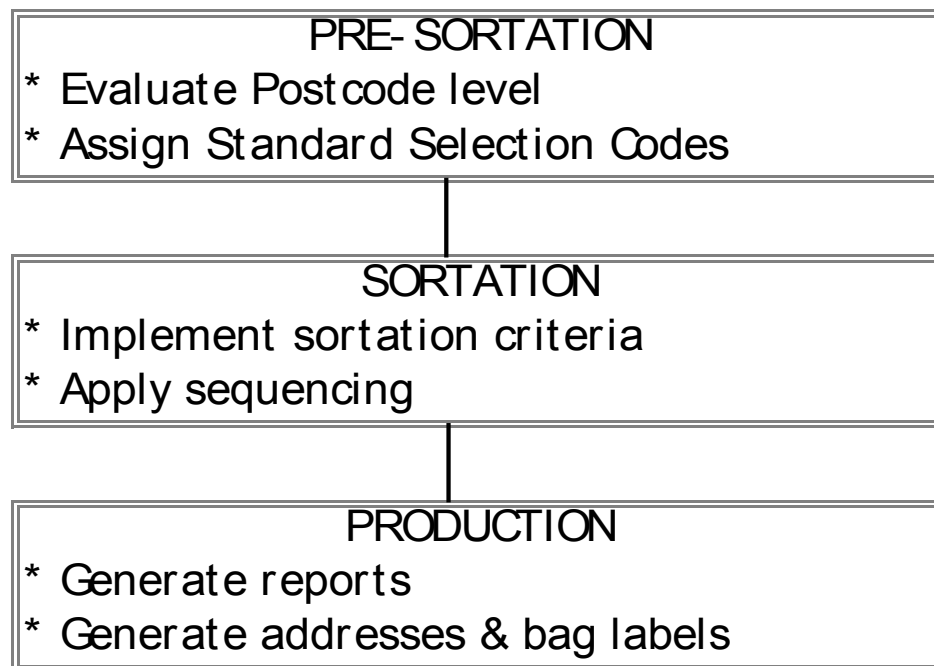 PRE-SORTATION
* Evaluate Postcode level
* Assign Standard Selection Codes
SORTATION
* Implement sortation criteria
* Apply sequencing
PRODUCTION
* Generate reports
* Generate addresses & bag labels